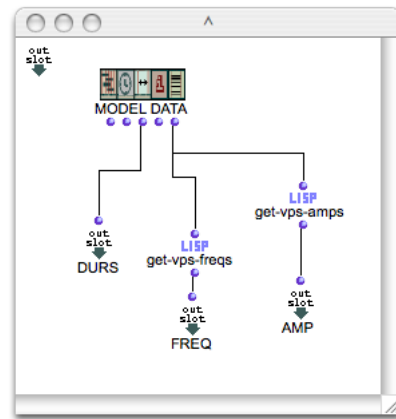 ^
out
slot
MODEL DATA
LISP
get-vps-amps
out
slot
DURS
LISP
get-vps-freqs
out
slot
AMP
out
slot
FREQ